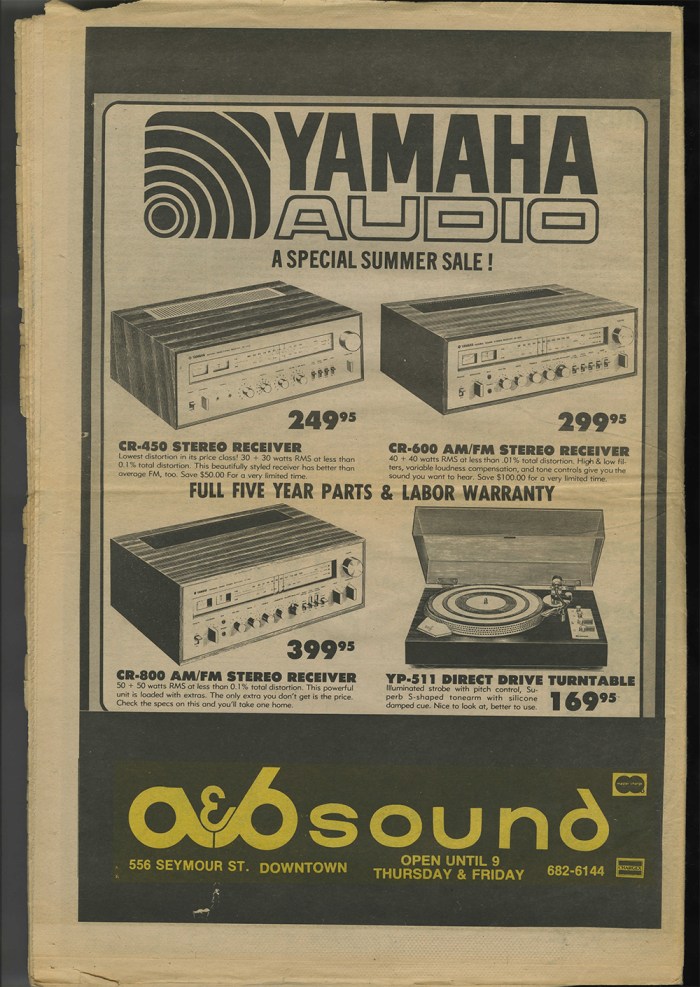 YAMAHA
AUDIO
A SPECIAL SUMMER SALE !
249⁹⁵
CR-450 STEREO RECEIVER
Lowest distortion in its price class! 30 + 30 watts RMS at less than
0.1% total distortion. This beautifully styled receiver has better than
average FM, too. Save $50.00 For a very limited time.
299⁹⁵
CR-600 AM/FM STEREO RECEIVER
40 + 40 watts RMS at less than .01% total distortion. High & low fil-
ters, variable loudness compensation, and tone controls give you the
sound you want to hear. Save $100.00 for a very limited time.
FULL FIVE YEAR PARTS & LABOR WARRANTY
399⁹⁵
CR-800 AM/FM STEREO RECEIVER
50 + 50 watts RMS at less than 0.1% total distortion. This powerful
unit is loaded with extras. The only extra you don't get is the price.
Check the specs on this and you'll take one home.
YP-511 DIRECT DRIVE TURNTABLE
Illuminated strobe with pitch control, Su-
perb S-shaped tonearm with silicone
damped cue. Nice to look at, better to use.
169⁹⁵
a&b sound
556 SEYMOUR ST. DOWNTOWN
OPEN UNTIL 9
THURSDAY & FRIDAY
682-6144